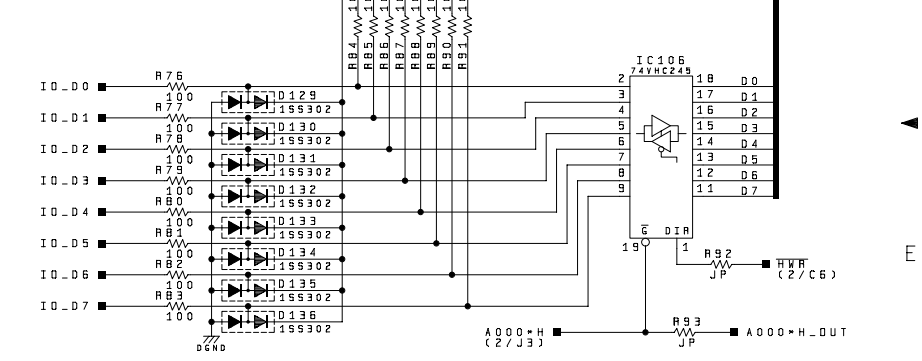 R84
R85
R86
R87
R88
R89
R90
R91
IC106
74VHC245
IO_D0
R76
100
D129
1SS302
2
18
D0
3
17
D1
IO_D1
R77
100
D130
1SS302
4
16
D2
5
15
D3
IO_D2
R78
100
D131
1SS302
6
14
D4
7
13
D5
IO_D3
R79
100
D132
1SS302
8
12
D6
9
11
D7
IO_D4
R80
100
D133
1SS302
G
DIR
19
1
IO_D5
R81
100
D134
1SS302
R92
JP
HWR
(2/C6)
E
IO_D6
R82
100
D135
1SS302
IO_D7
R83
100
D136
1SS302
DGND
A000*H
(2/J3)
R93
JP
A000*H_OUT